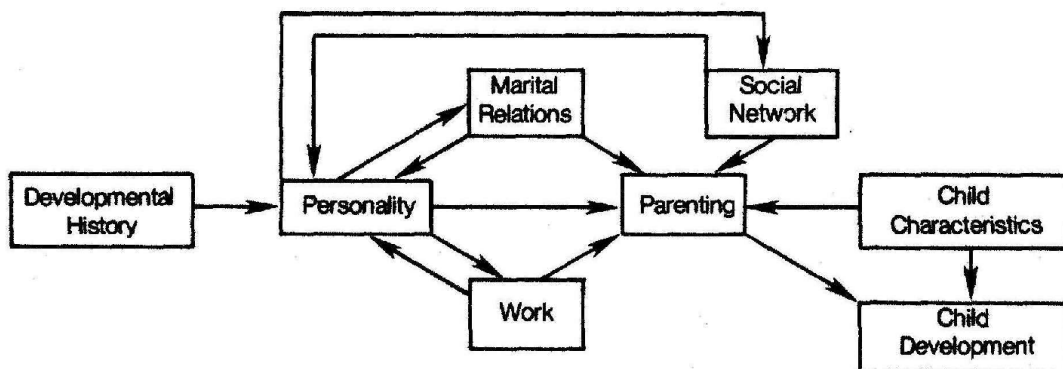 Marital
Relations
Social
Network
Developmental
History
Personality
Parenting
Child
Characteristics
Work
Child
Development